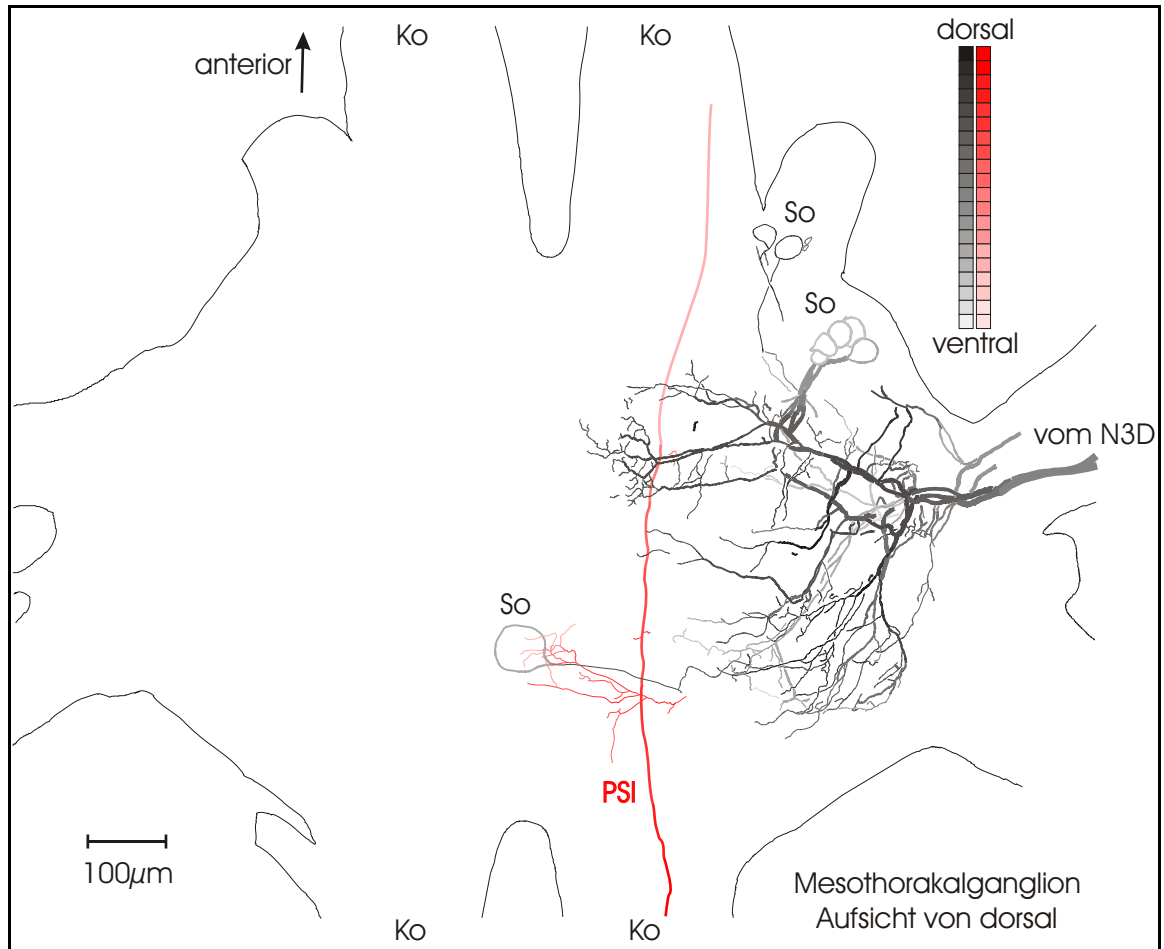 Ko
Ko
dorsal
anterior
So
So
ventral
vom N3D
So
PSI
100µm
Mesothorakalganglion
Aufsicht von dorsal
Ko
Ko